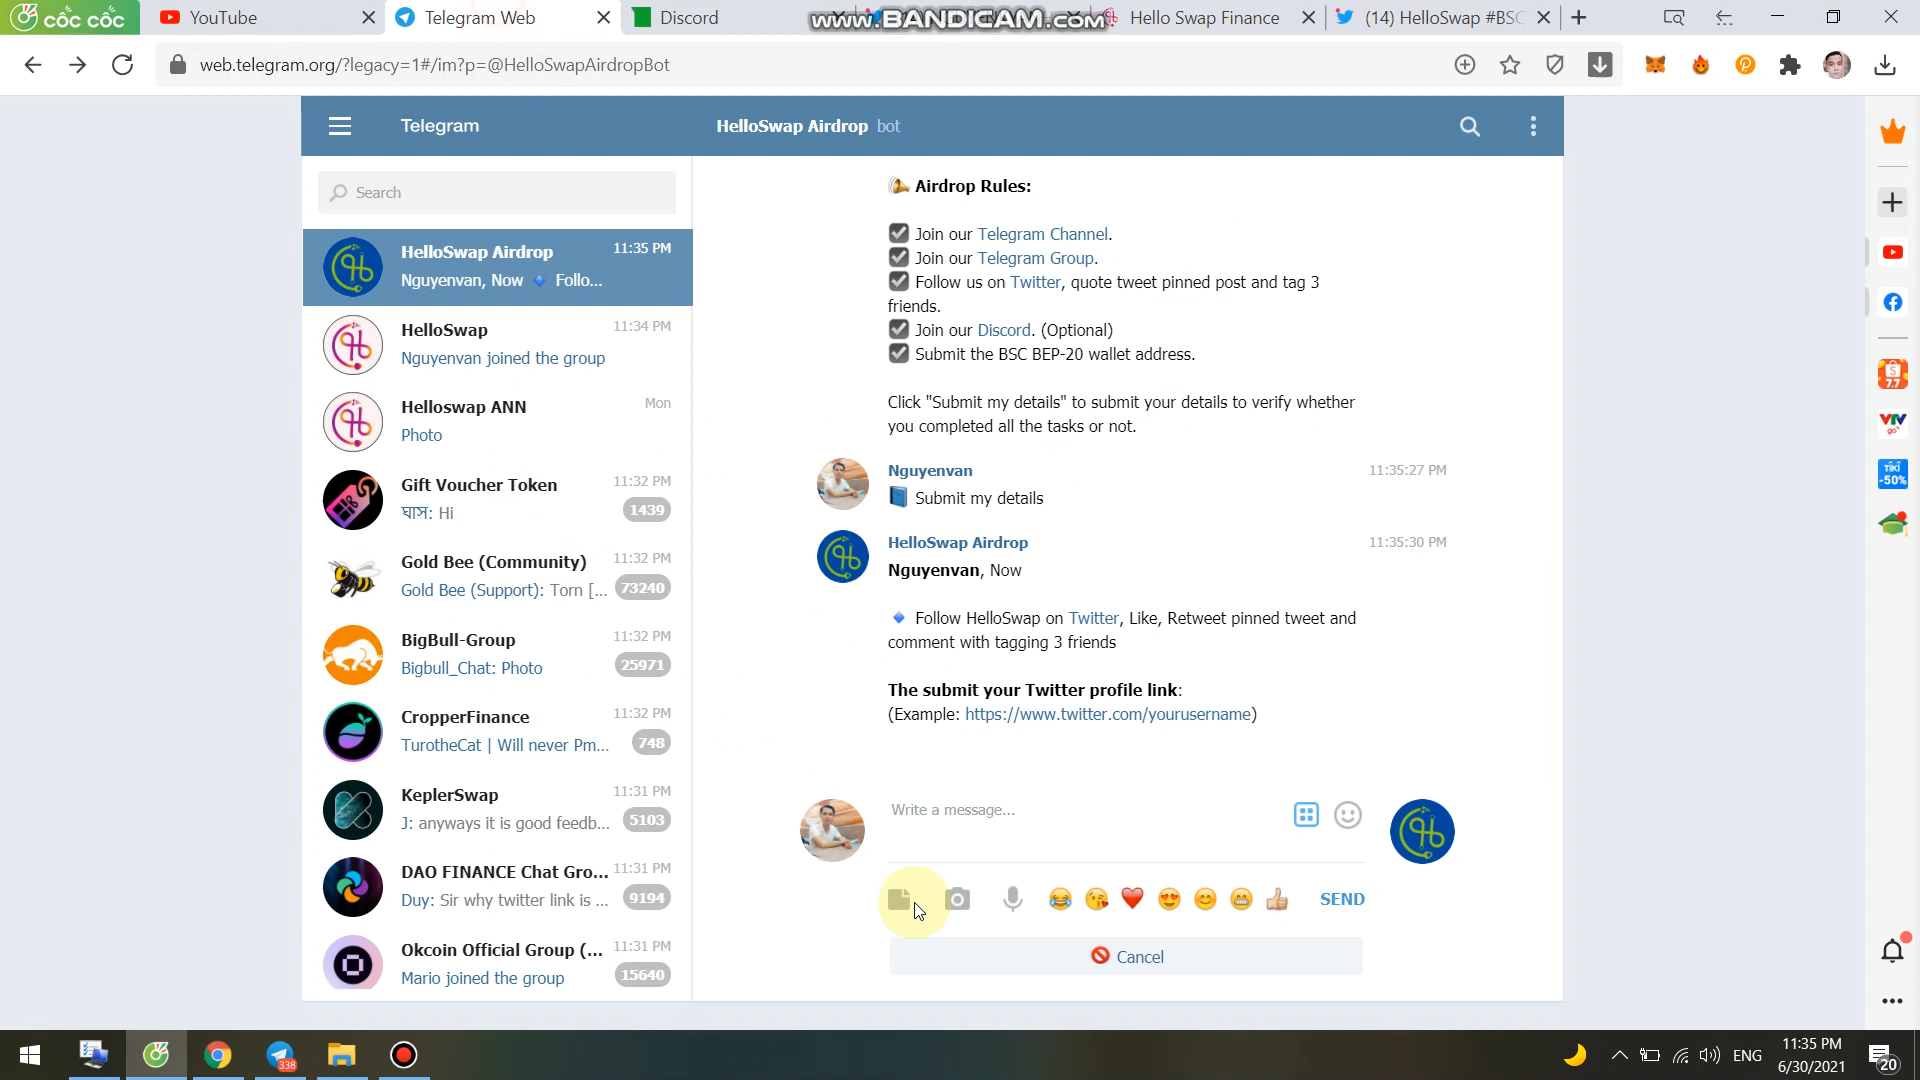 cốc cốc
YouTube
Telegram Web
Discord
www.BANDICAM.com
Hello Swap Finance
(14) HelloSwap #BSC
web.telegram.org/?legacy=1#/im?p=@HelloSwapAirdropBot
Telegram
HelloSwap Airdrop bot
Search
HelloSwap Airdrop 11:35 PM
Nguyenvan, Now 🔹 Follo...
HelloSwap 11:34 PM
Nguyenvan joined the group
Helloswap ANN Mon
Photo
Gift Voucher Token 11:32 PM
ঘাস: Hi 1439
Gold Bee (Community) 11:32 PM
Gold Bee (Support): Torn [... 73240
BigBull-Group 11:32 PM
Bigbull_Chat: Photo 25971
CropperFinance 11:32 PM
TurotheCat | Will never Pm... 748
KeplerSwap 11:31 PM
J: anyways it is good feedb... 5103
DAO FINANCE Chat Gro... 11:31 PM
Duy: Sir why twitter link is ... 9194
Okcoin Official Group (... 11:31 PM
Mario joined the group 15640
Airdrop Rules:
Join our Telegram Channel.
Join our Telegram Group.
Follow us on Twitter, quote tweet pinned post and tag 3
friends.
Join our Discord. (Optional)
Submit the BSC BEP-20 wallet address.
Click "Submit my details" to submit your details to verify whether
you completed all the tasks or not.
Nguyenvan 11:35:27 PM
Submit my details
HelloSwap Airdrop 11:35:30 PM
Nguyenvan, Now
🔹 Follow HelloSwap on Twitter, Like, Retweet pinned tweet and
comment with tagging 3 friends
The submit your Twitter profile link:
(Example: https://www.twitter.com/yourusername)
Write a message...
SEND
Cancel
7.7
VTV
go
TIKI
-50%
338
ENG
11:35 PM
6/30/2021
20